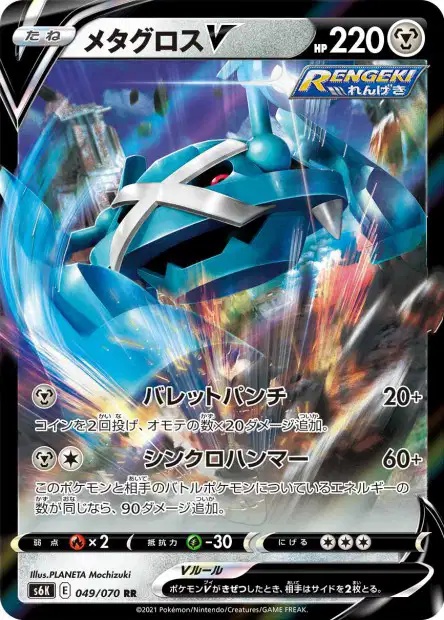 たね メタグロスV HP 220
RENGEKI
れんげき
バレットパンチ 20+
コインを2回投げ、オモテの数×20ダメージ追加。
シンクロハンマー 60+
このポケモンと相手のバトルポケモンについているエネルギーの
数が同じなら、90ダメージ追加。
弱点 ×2 抵抗力 -30 にげる
Illus.PLANETA Mochizuki
Vルール
s6K E 049/070 RR ポケモンVがきぜつしたとき、相手はサイドを2枚とる。
©2021 Pokémon/Nintendo/Creatures/GAME FREAK.